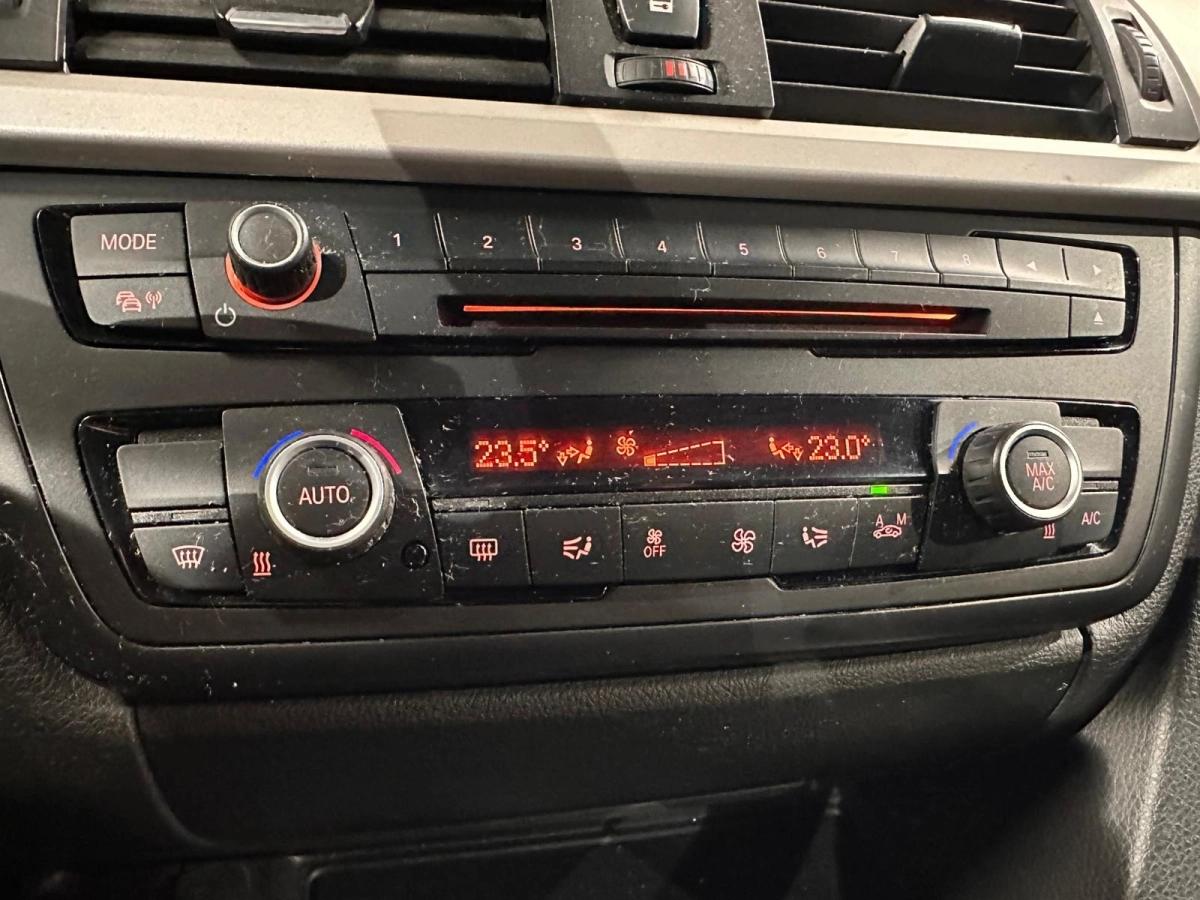 MODE
1 2 3 4 5 6 7 8
23.5° 23.0°
AUTO
MAX
A/C
OFF
A M
A/C